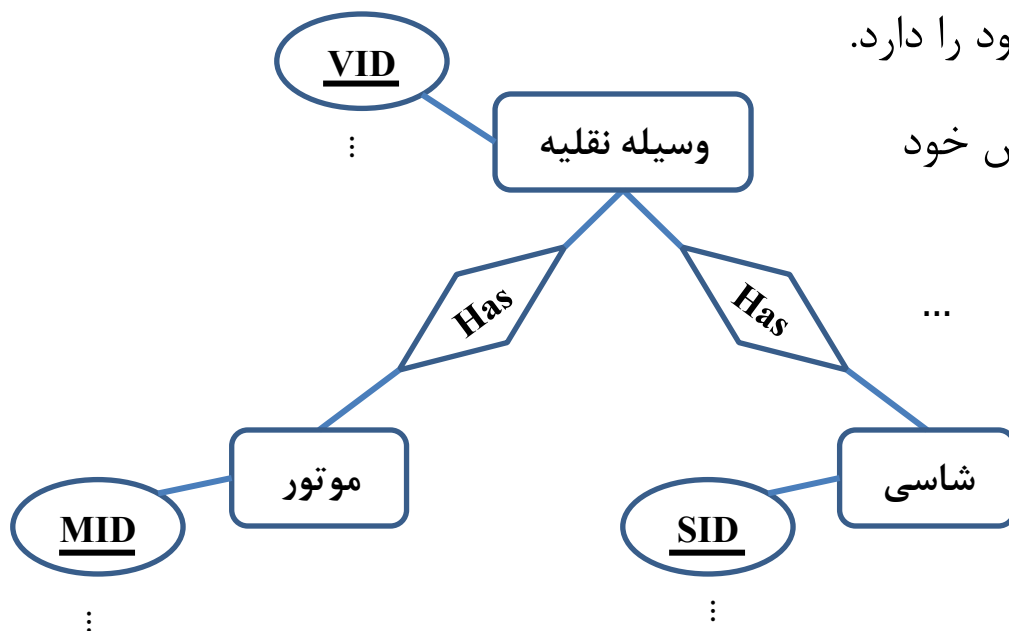 ود را دارد.
VID
وسیله نقلیه
خود
Has
Has
...
موتور
شاسی
MID
SID